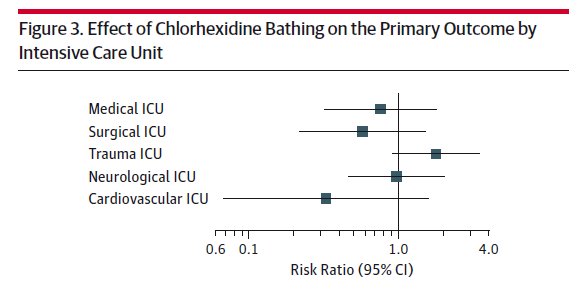 Figure 3. Effect of Chlorhexidine Bathing on the Primary Outcome by
Intensive Care Unit
Medical ICU
Surgical ICU
Trauma ICU
Neurological ICU
Cardiovascular ICU
0.6 0.1 1.0 4.0
Risk Ratio (95% CI)